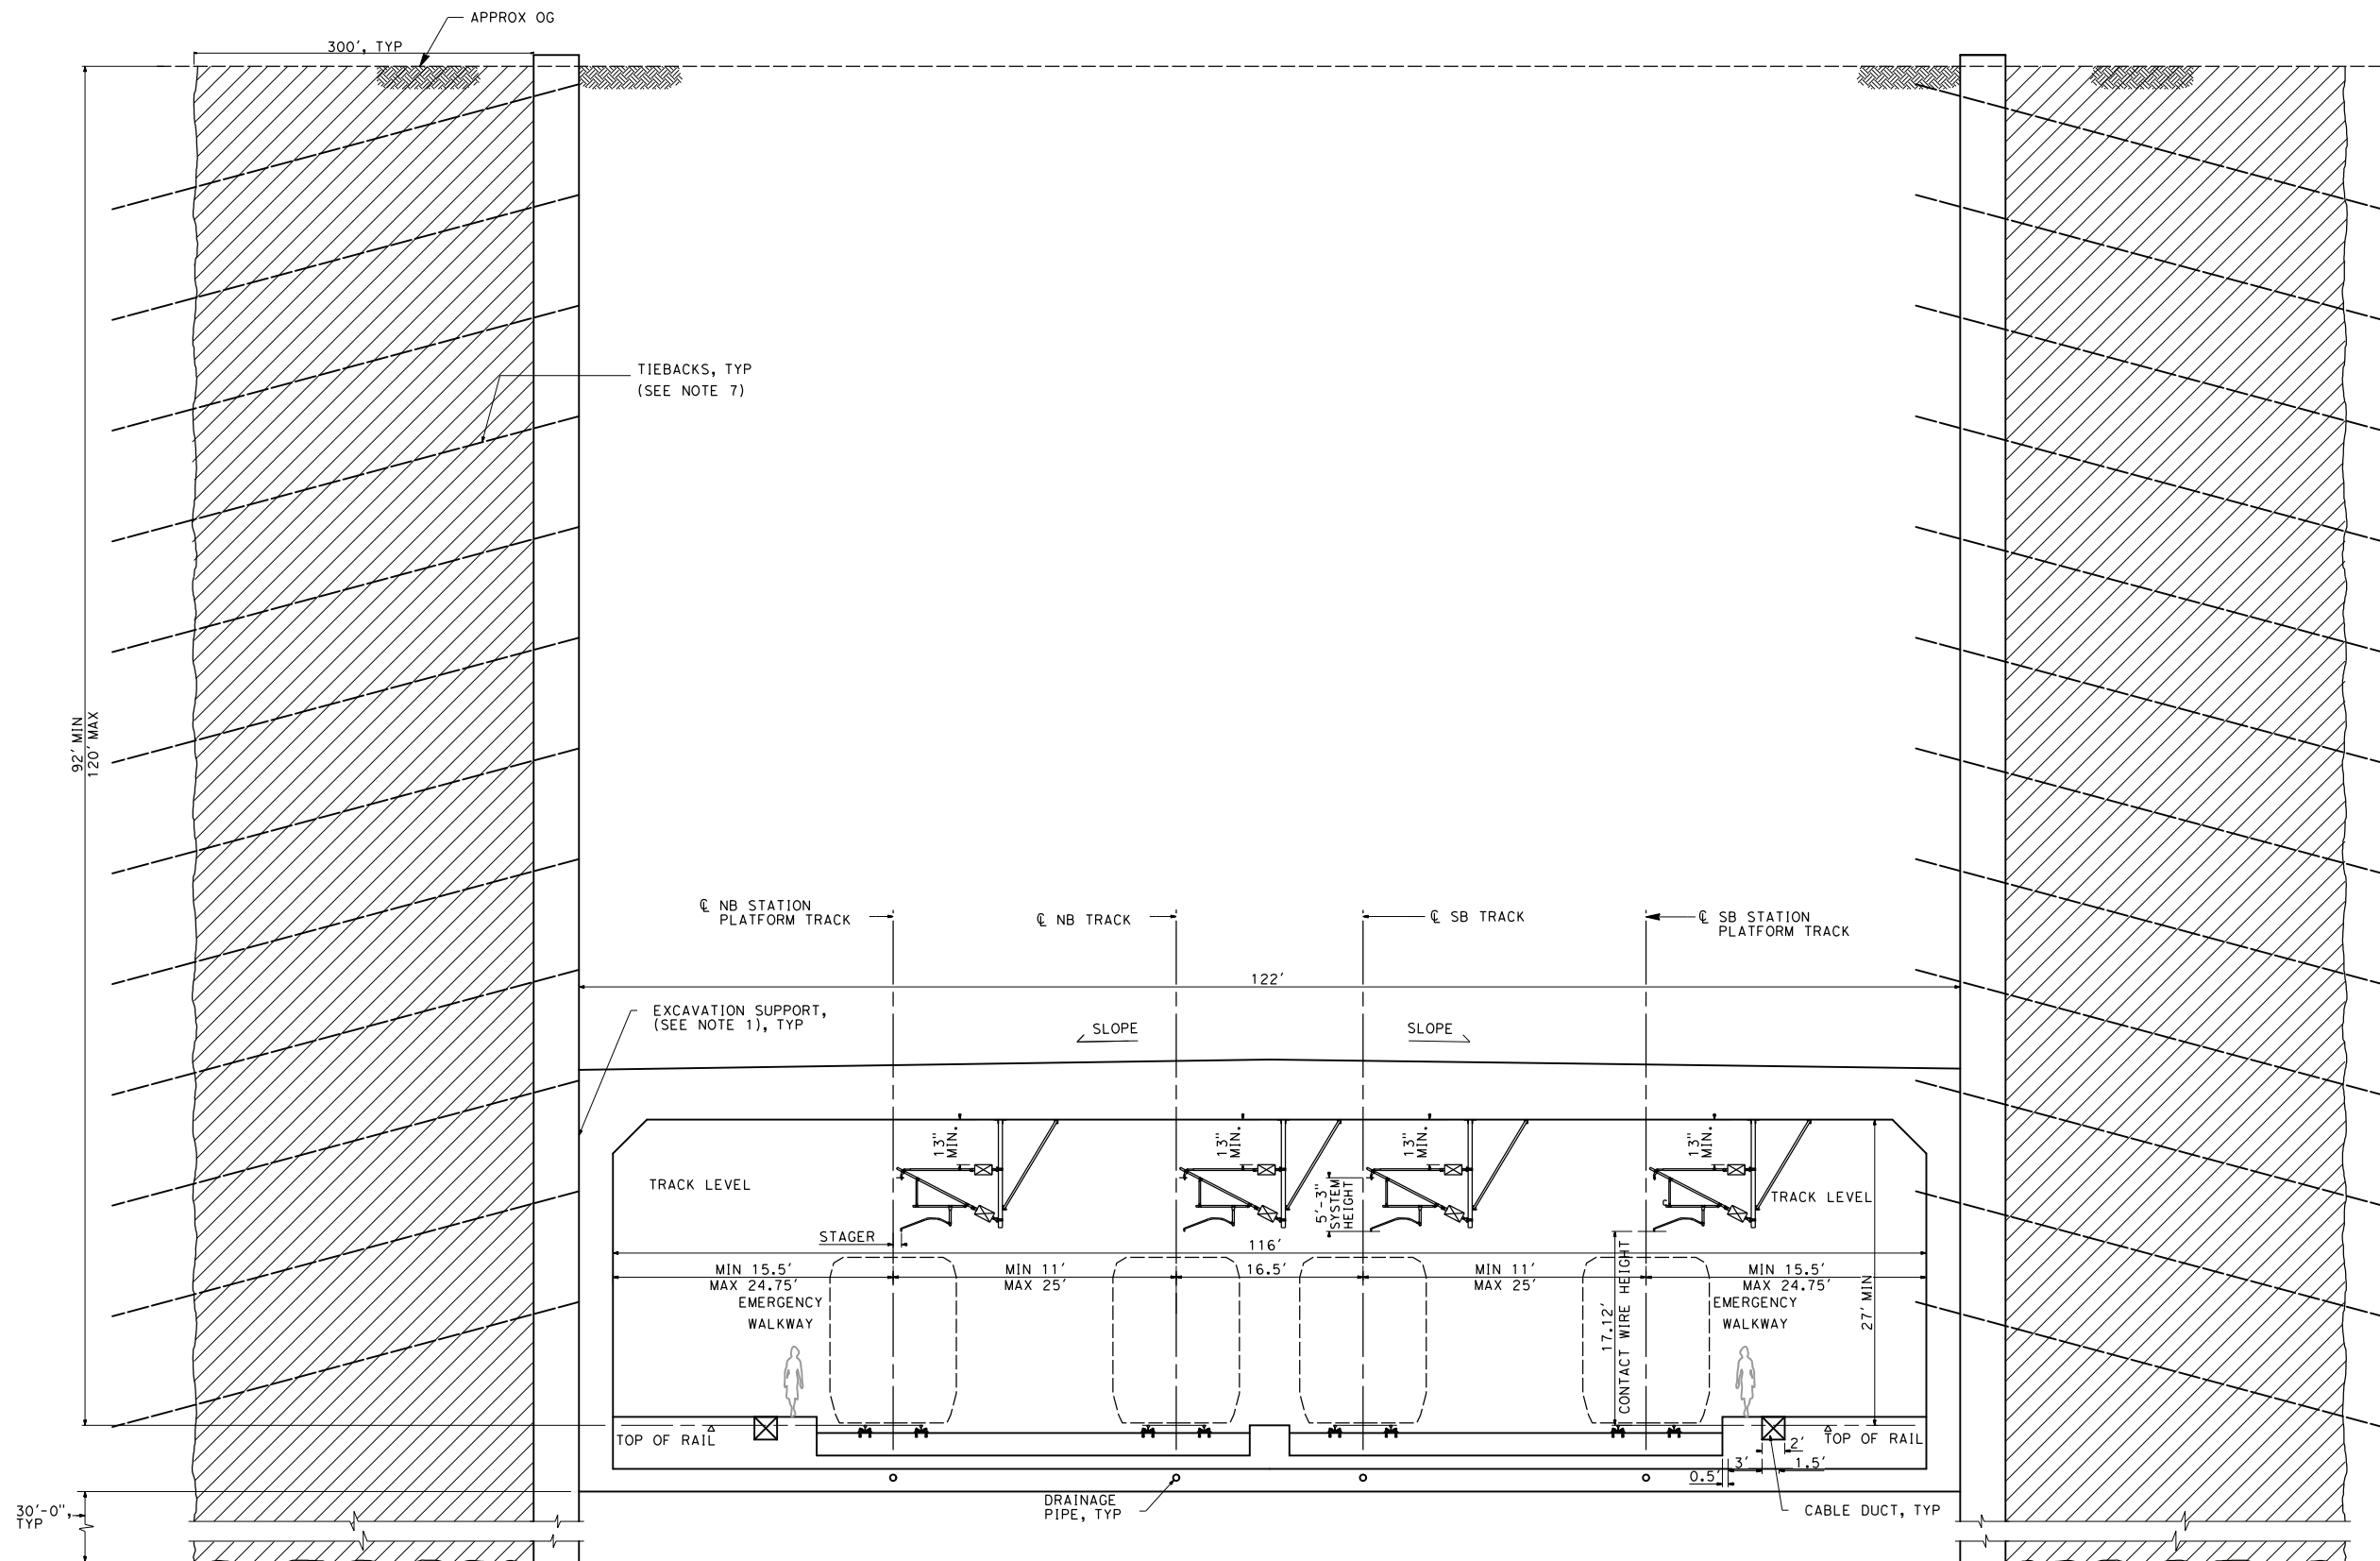 APPROX OG
300', TYP
TIEBACKS, TYP
(SEE NOTE 7)
92' MIN
120' MAX
℄ NB STATION
PLATFORM TRACK
℄ NB TRACK
℄ SB TRACK
℄ SB STATION
PLATFORM TRACK
122'
EXCAVATION SUPPORT,
(SEE NOTE 1), TYP
SLOPE
SLOPE
13"
MIN.
13"
MIN.
13"
MIN.
13"
MIN.
TRACK LEVEL
TRACK LEVEL
5'-3"
SYSTEM
HEIGHT
STAGER
116'
MIN 15.5'
MAX 24.75'
MIN 11'
MAX 25'
16.5'
MIN 11'
MAX 25'
MIN 15.5'
MAX 24.75'
EMERGENCY
WALKWAY
EMERGENCY
WALKWAY
17.12'
CONTACT WIRE HEIGHT
27' MIN
TOP OF RAIL
TOP OF RAIL
2'
3'
1.5'
0.5'
DRAINAGE
PIPE, TYP
CABLE DUCT, TYP
30'-0",
TYP